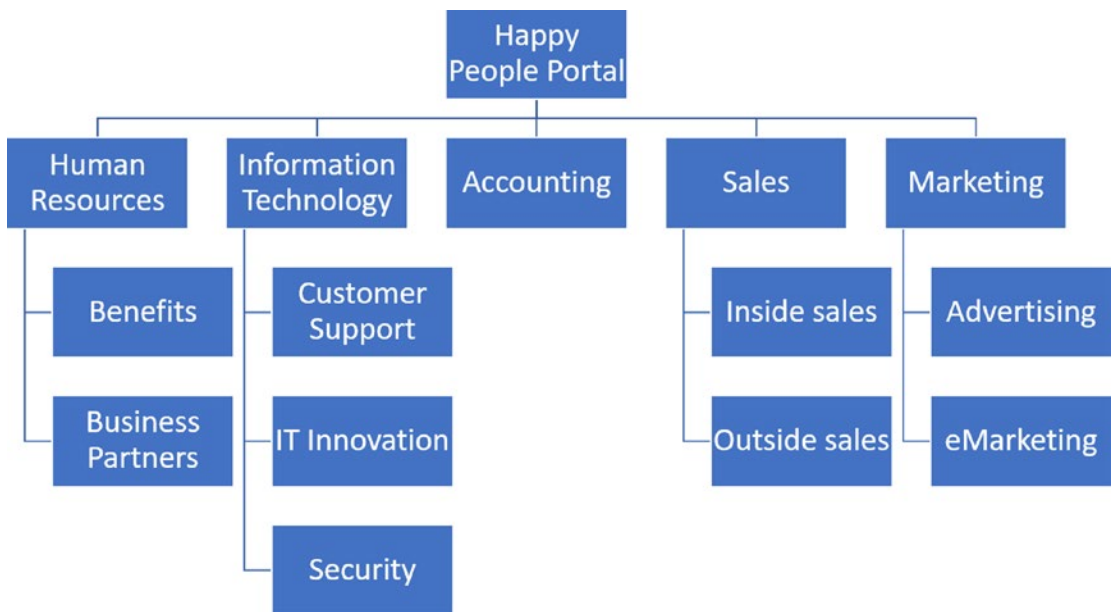 Happy
People Portal
Human
Resources
Information
Technology
Accounting
Sales
Marketing
Benefits
Customer
Support
Inside sales
Advertising
Business
Partners
IT Innovation
Outside sales
eMarketing
Security